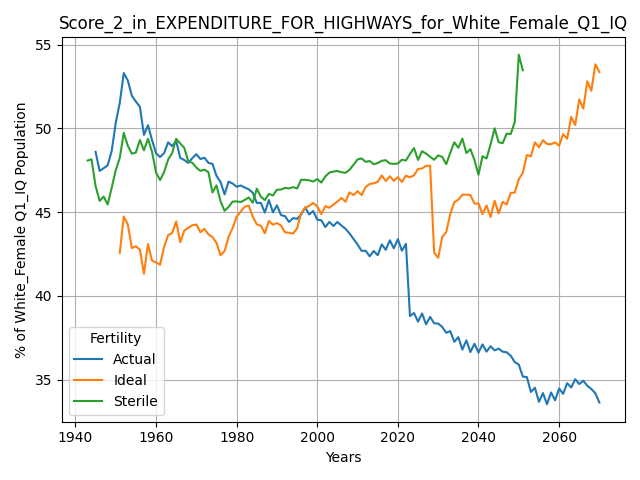 Score_2_in_EXPENDITURE_FOR_HIGHWAYS_for_White_Female_Q1_IQ
% of White_Female Q1_IQ Population
55
50
45
40
35
Fertility
Actual
Ideal
Sterile
1940 1960 1980 2000 2020 2040 2060
Years